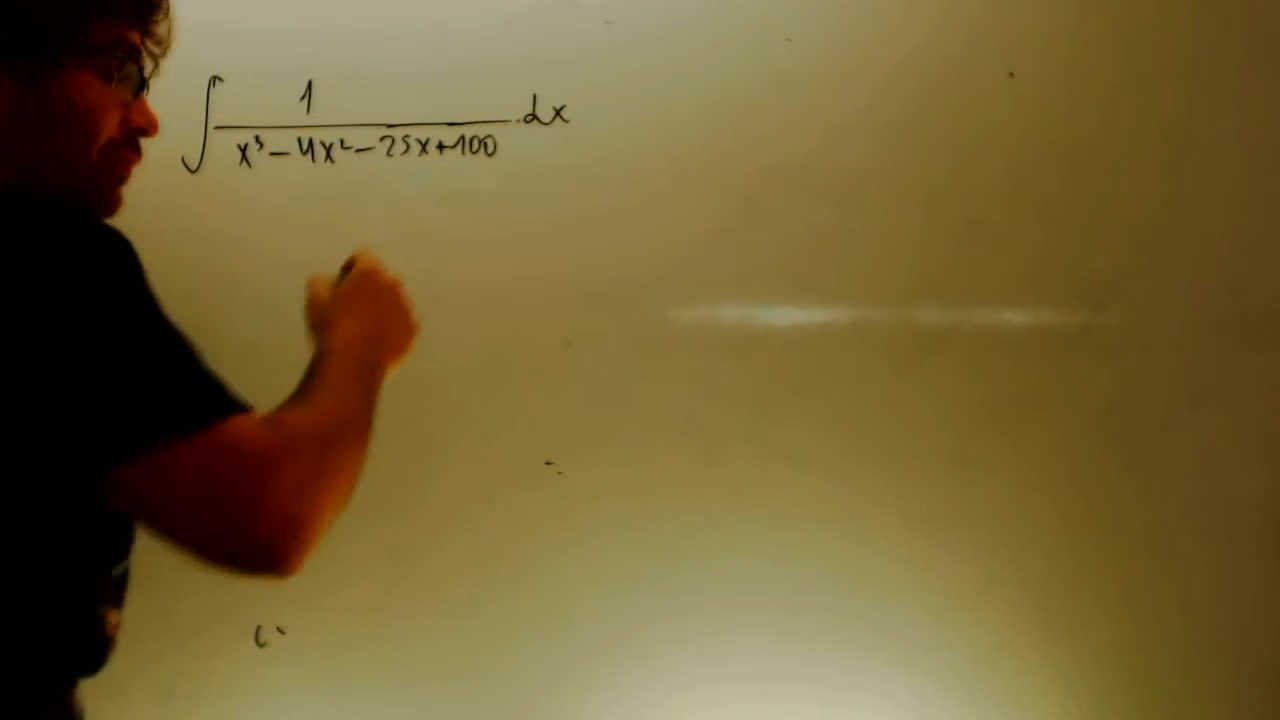 ∫ 1 / (x³ - 4x² - 25x + 100) dx